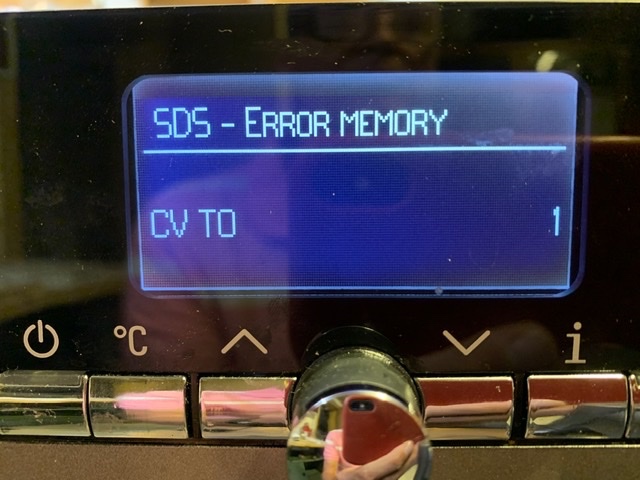 SDS - ERROR MEMORY
CV TO 1
°C i